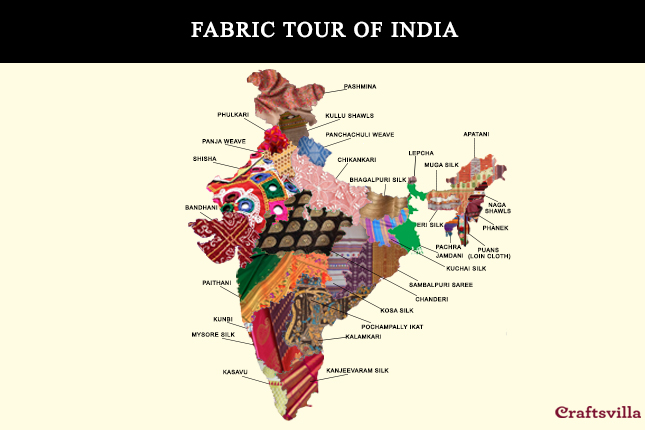 FABRIC TOUR OF INDIA
PASHMINA
PHULKARI
KULLU SHAWLS
PANJA WEAVE
PANCHACHULI WEAVE
APATANI
SHISHA
CHIKANKARI
LEPCHA
MUGA SILK
BHAGALPURI SILK
BANDHANI
NAGA
SHAWLS
ERI SILK
PHANEK
PACHRA
JAMDANI
PUANS
(LOIN CLOTH)
KUCHAI SILK
PAITHANI
SAMBALPURI SAREE
CHANDERI
KOSA SILK
KUNBI
POCHAMPALLY IKAT
MYSORE SILK
KALAMKARI
KASAVU
KANJEEVARAM SILK
Craftsvilla